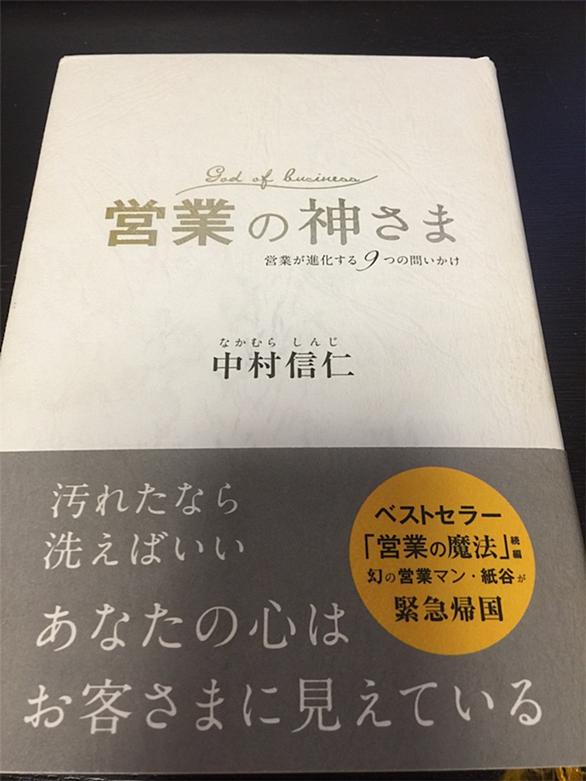 God of business
営業の神さま
営業が進化する9つの問いかけ
なかむら しんじ
中村信仁
汚れたなら
洗えばいい
あなたの心は
お客さまに見えている
ベストセラー
「営業の魔法」続編
幻の営業マン・紙谷が
緊急帰国